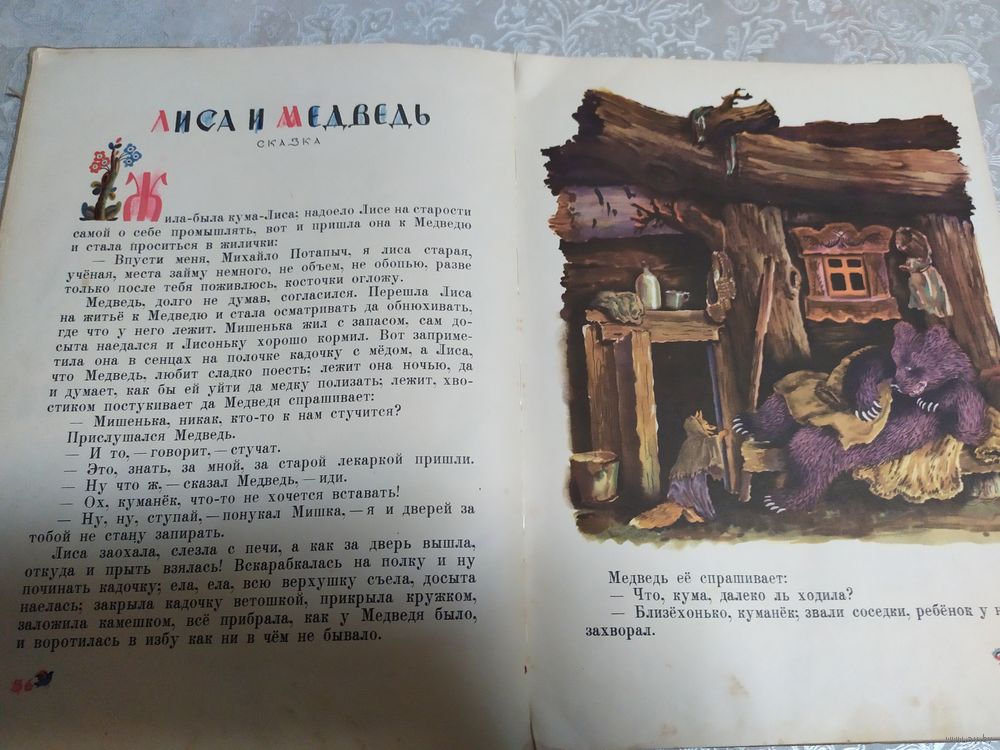 ЛИСА И МЕДВЕДЬ
СКАЗКА
Жила-была кума-Лиса; надоело Лисе на старости
самой о себе промышлять, вот и пришла она к Медведю
и стала проситься в жилички:
— Впусти меня, Михайло Потапыч, я лиса старая,
учёная, места займу немного, не объем, не обопью, разве
только после тебя поживлюсь, косточки огложу.
Медведь, долго не думав, согласился. Перешла Лиса
на житьё к Медведю и стала осматривать да обнюхивать,
где что у него лежит. Мишенька жил с запасом, сам до-
сыта наедался и Лисоньку хорошо кормил. Вот заприме-
тила она в сенцах на полочке кадочку с мёдом, а Лиса,
что Медведь, любит сладко поесть; лежит она ночью, да
и думает, как бы ей уйти да медку полизать; лежит, хво-
стиком постукивает да Медведя спрашивает:
— Мишенька, никак, кто-то к нам стучится?
Прислушался Медведь.
— И то, — говорит, — стучат.
— Это, знать, за мной, за старой лекаркой пришли.
— Ну что ж, — сказал Медведь, — иди.
— Ох, куманёк, что-то не хочется вставать!
— Ну, ну, ступай, — понукал Мишка, — я и дверей за
тобой не стану запирать.
Лиса заохала, слезла с печи, а как за дверь вышла,
откуда и прыть взялась! Вскарабкалась на полку и ну
починать кадочку; ела, ела, всю верхушку съела, досыта
наелась; закрыла кадочку ветошкой, прикрыла кружком,
заложила камешком, всё прибрала, как у Медведя было,
и воротилась в избу как ни в чём не бывало.
56
Медведь её спрашивает:
— Что, кума, далеко ль ходила?
— Близёхонько, куманёк; звали соседки, ребёнок у
захворал.